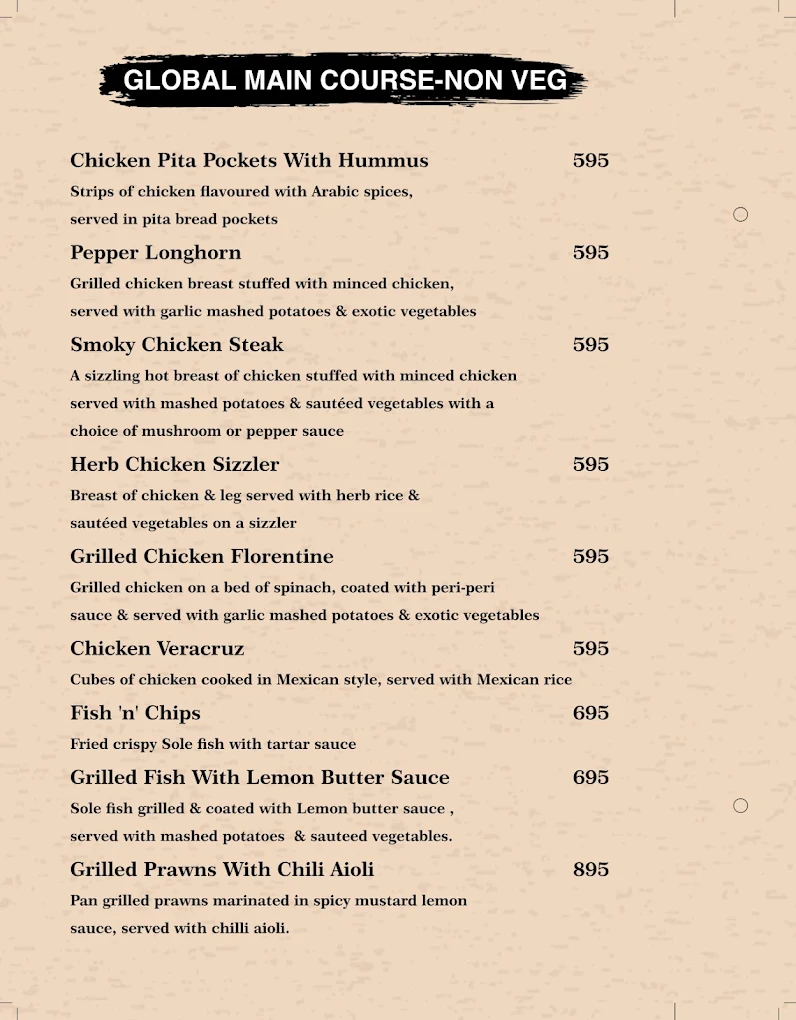 GLOBAL MAIN COURSE-NON VEG
Chicken Pita Pockets With Hummus 595
Strips of chicken flavoured with Arabic spices,
served in pita bread pockets
Pepper Longhorn 595
Grilled chicken breast stuffed with minced chicken,
served with garlic mashed potatoes & exotic vegetables
Smoky Chicken Steak 595
A sizzling hot breast of chicken stuffed with minced chicken
served with mashed potatoes & sautéed vegetables with a
choice of mushroom or pepper sauce
Herb Chicken Sizzler 595
Breast of chicken & leg served with herb rice &
sautéed vegetables on a sizzler
Grilled Chicken Florentine 595
Grilled chicken on a bed of spinach, coated with peri-peri
sauce & served with garlic mashed potatoes & exotic vegetables
Chicken Veracruz 595
Cubes of chicken cooked in Mexican style, served with Mexican rice
Fish 'n' Chips 695
Fried crispy Sole fish with tartar sauce
Grilled Fish With Lemon Butter Sauce 695
Sole fish grilled & coated with Lemon butter sauce ,
served with mashed potatoes & sauteed vegetables.
Grilled Prawns With Chili Aioli 895
Pan grilled prawns marinated in spicy mustard lemon
sauce, served with chilli aioli.